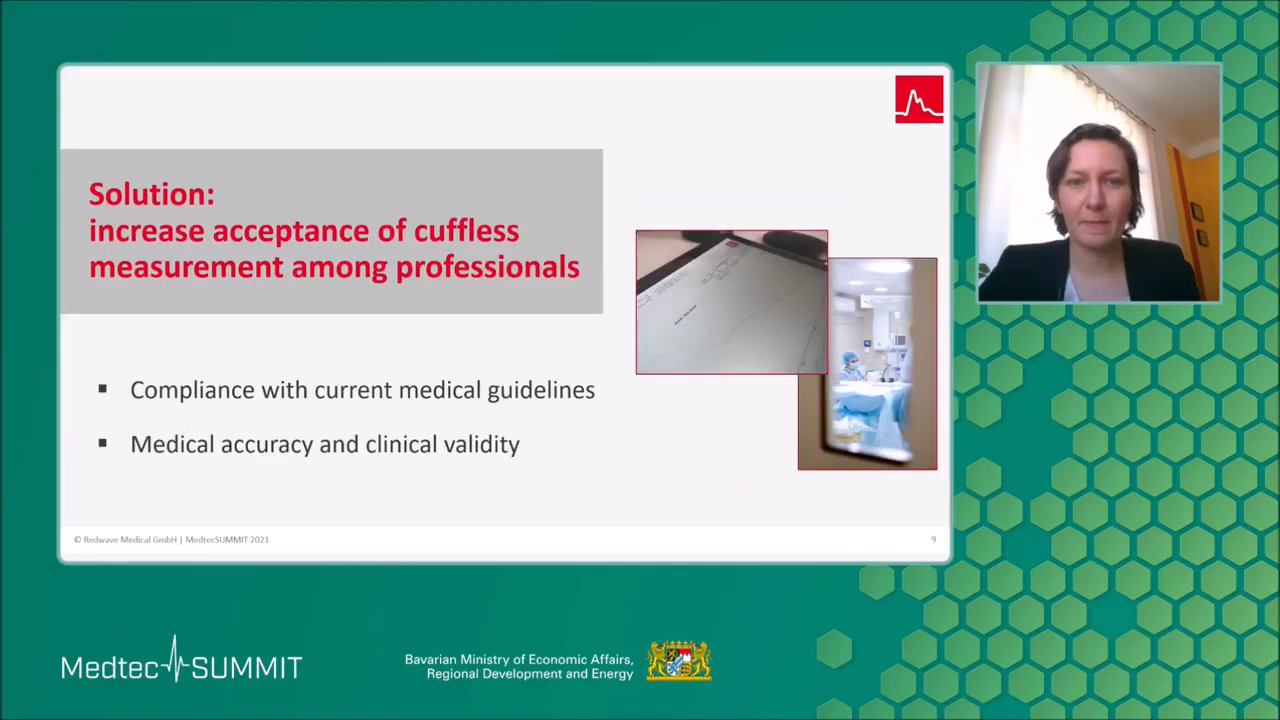 Solution:
increase acceptance of cuffless
measurement among professionals
▪ Compliance with current medical guidelines
▪ Medical accuracy and clinical validity
© Redwave Medical GmbH | MedtecSUMMIT 2021
9
Medtec SUMMIT
Bavarian Ministry of Economic Affairs,
Regional Development and Energy